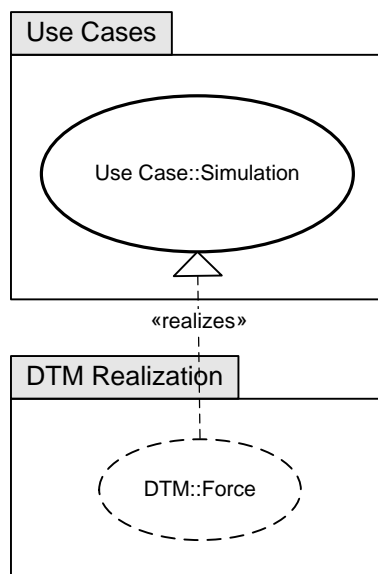 Use Cases
Use Case::Simulation
«realizes»
DTM Realization
DTM::Force